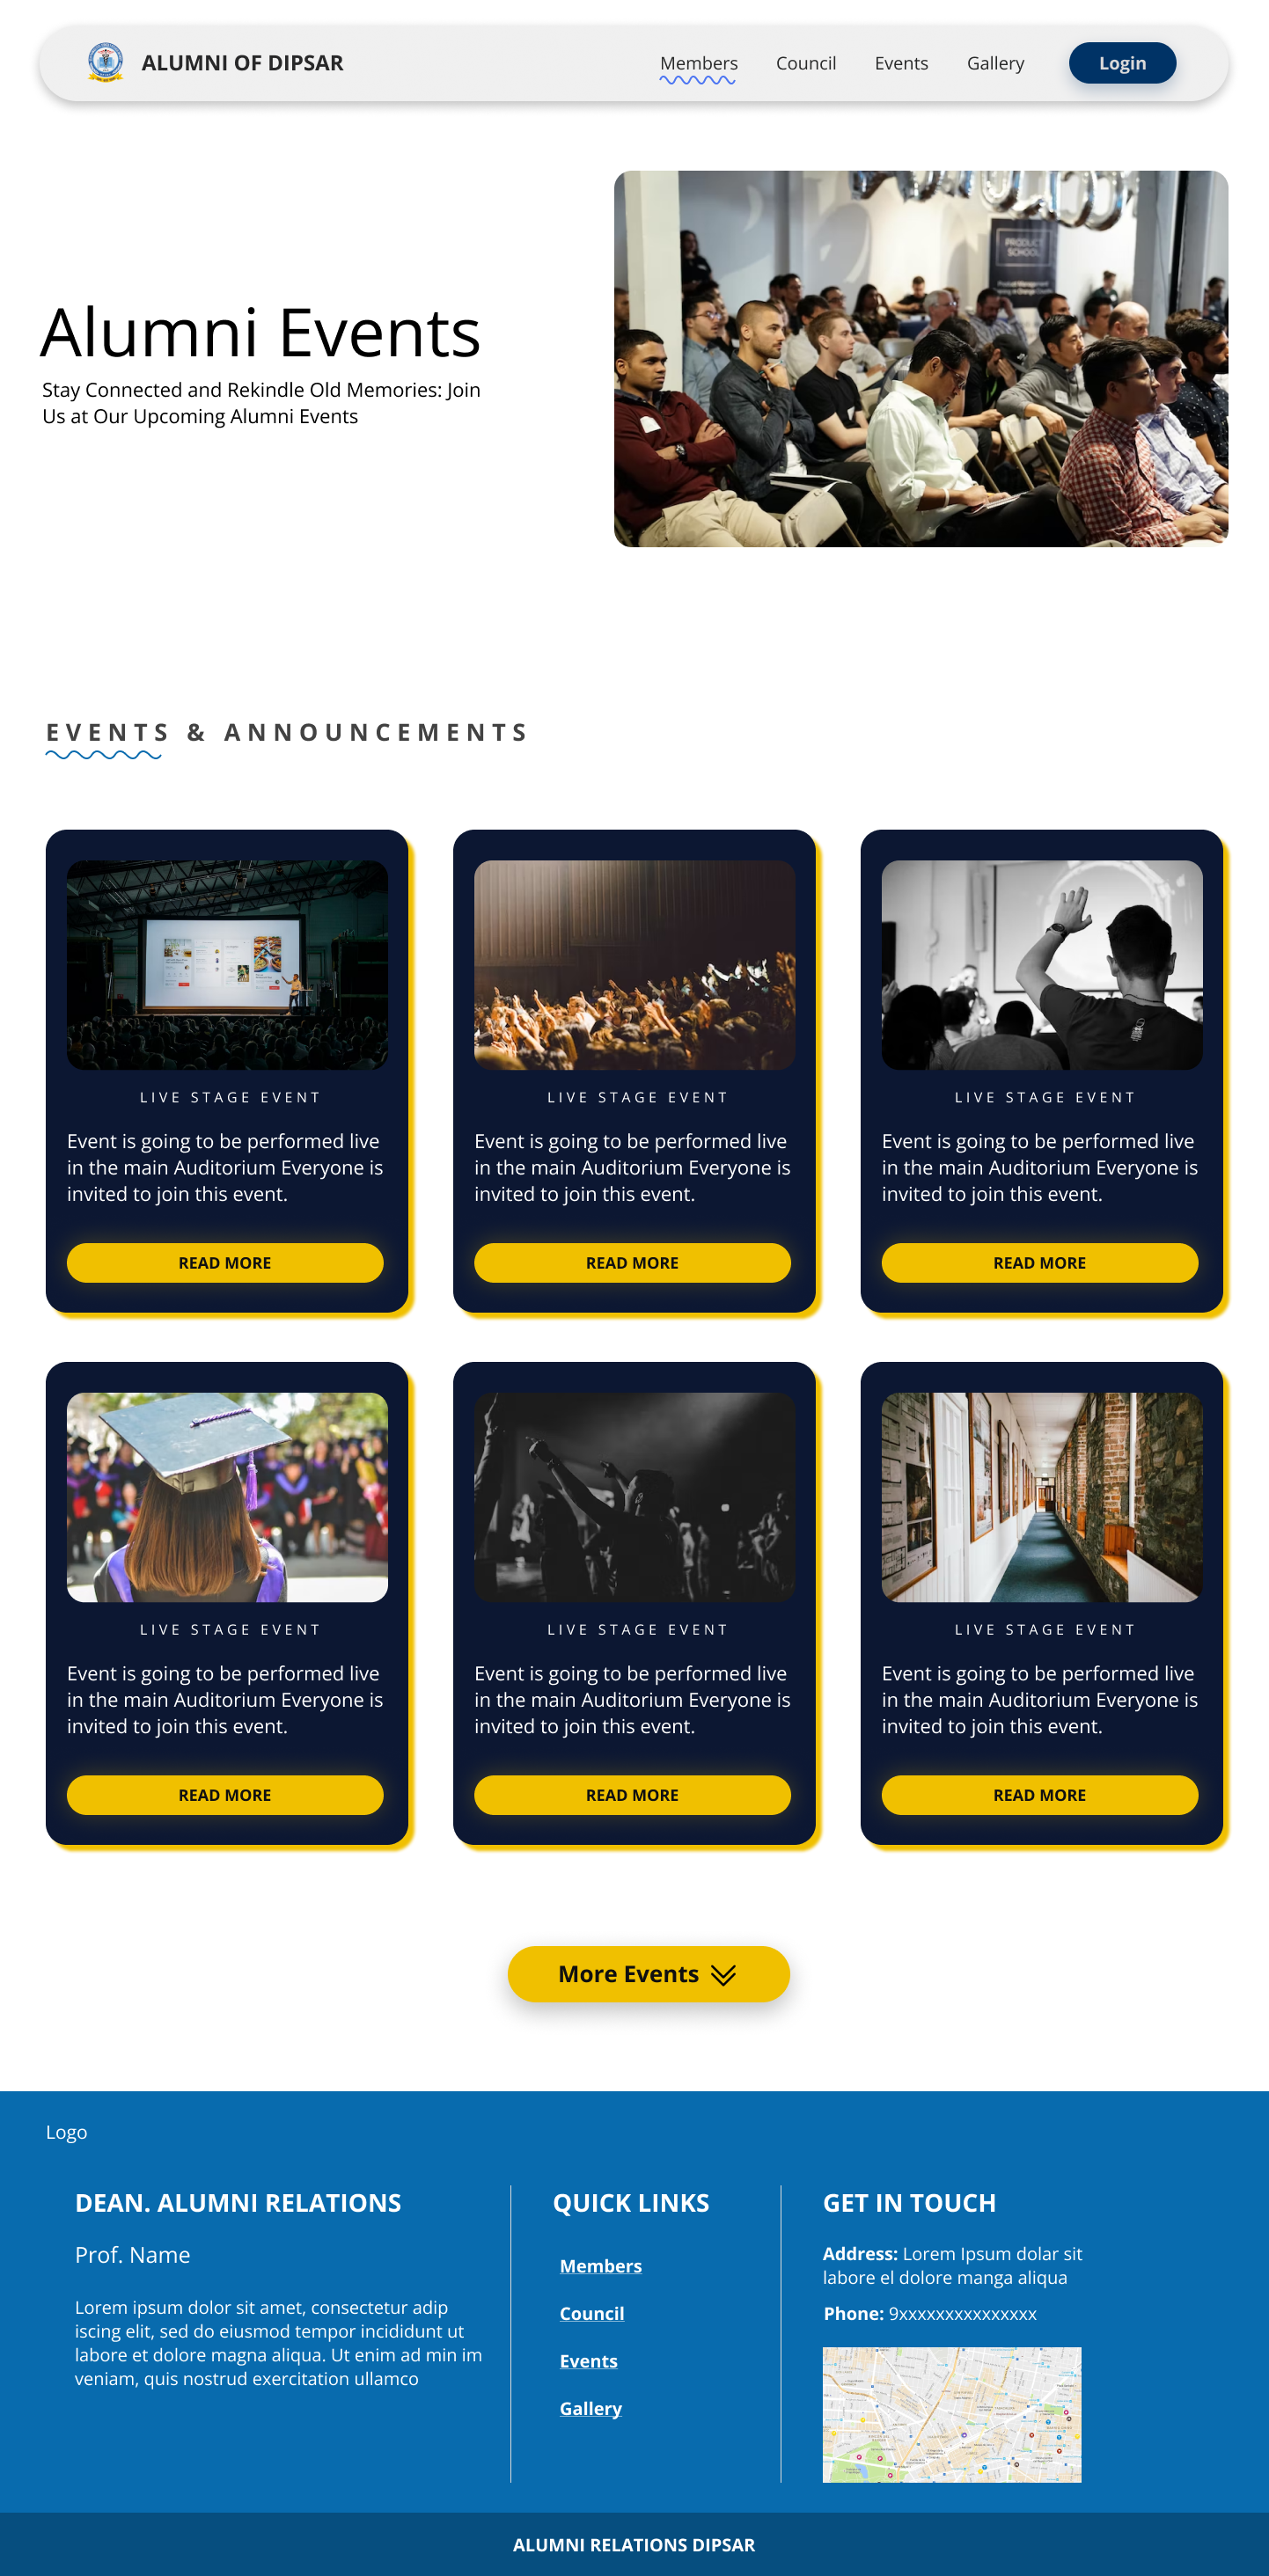 ALUMNI OF DIPSAR
Members
Council
Events
Gallery
Login
PRODUCT
SCHOOL
Alumni Events
Stay Connected and Rekindle Old Memories: Join
Us at Our Upcoming Alumni Events
EVENTS & ANNOUNCEMENTS
LIVE STAGE EVENT
Event is going to be performed live
in the main Auditorium Everyone is
invited to join this event.
READ MORE
LIVE STAGE EVENT
Event is going to be performed live
in the main Auditorium Everyone is
invited to join this event.
READ MORE
LIVE STAGE EVENT
Event is going to be performed live
in the main Auditorium Everyone is
invited to join this event.
READ MORE
LIVE STAGE EVENT
Event is going to be performed live
in the main Auditorium Everyone is
invited to join this event.
READ MORE
LIVE STAGE EVENT
Event is going to be performed live
in the main Auditorium Everyone is
invited to join this event.
READ MORE
LIVE STAGE EVENT
Event is going to be performed live
in the main Auditorium Everyone is
invited to join this event.
READ MORE
More Events
Logo
DEAN. ALUMNI RELATIONS
Prof. Name
Lorem ipsum dolor sit amet, consectetur adip
iscing elit, sed do eiusmod tempor incididunt ut
labore et dolore magna aliqua. Ut enim ad min im
veniam, quis nostrud exercitation ullamco
QUICK LINKS
Members
Council
Events
Gallery
GET IN TOUCH
Address: Lorem Ipsum dolar sit
labore el dolore manga aliqua
Phone: 9xxxxxxxxxxxxxxx
ALUMNI RELATIONS DIPSAR